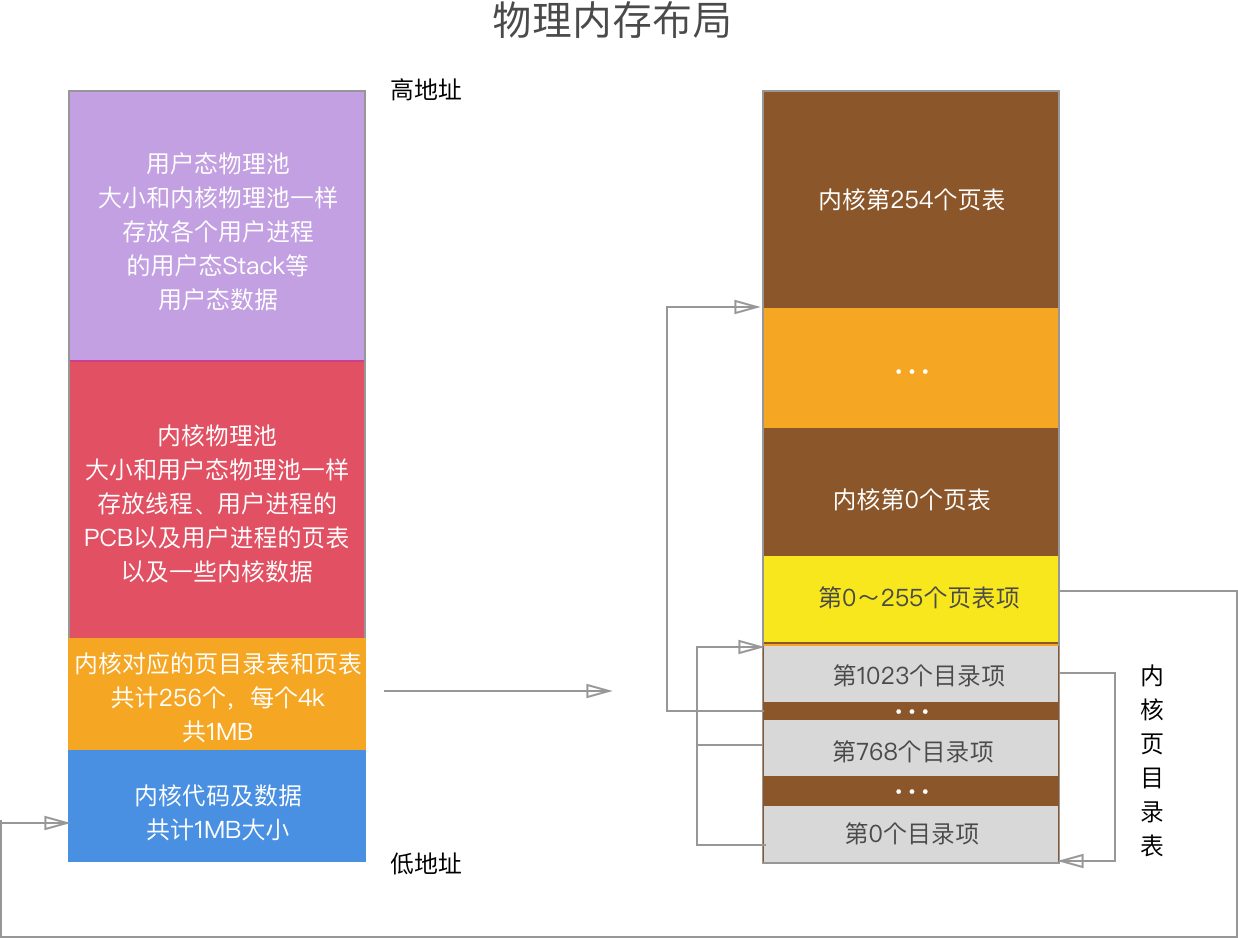 物理内存布局
高地址
用户态物理池
大小和内核物理池一样
存放各个用户进程
的用户态Stack等
用户态数据
内核物理池
大小和用户态物理池一样
存放线程、用户进程的
PCB以及用户进程的页表
以及一些内核数据
内核对应的页目录表和页表
共计256个，每个4k
共1MB
内核代码及数据
共计1MB大小
低地址
内核第254个页表
...
内核第0个页表
第0～255个页表项
第1023个目录项
...
第768个目录项
...
第0个目录项
内
核
页
目
录
表